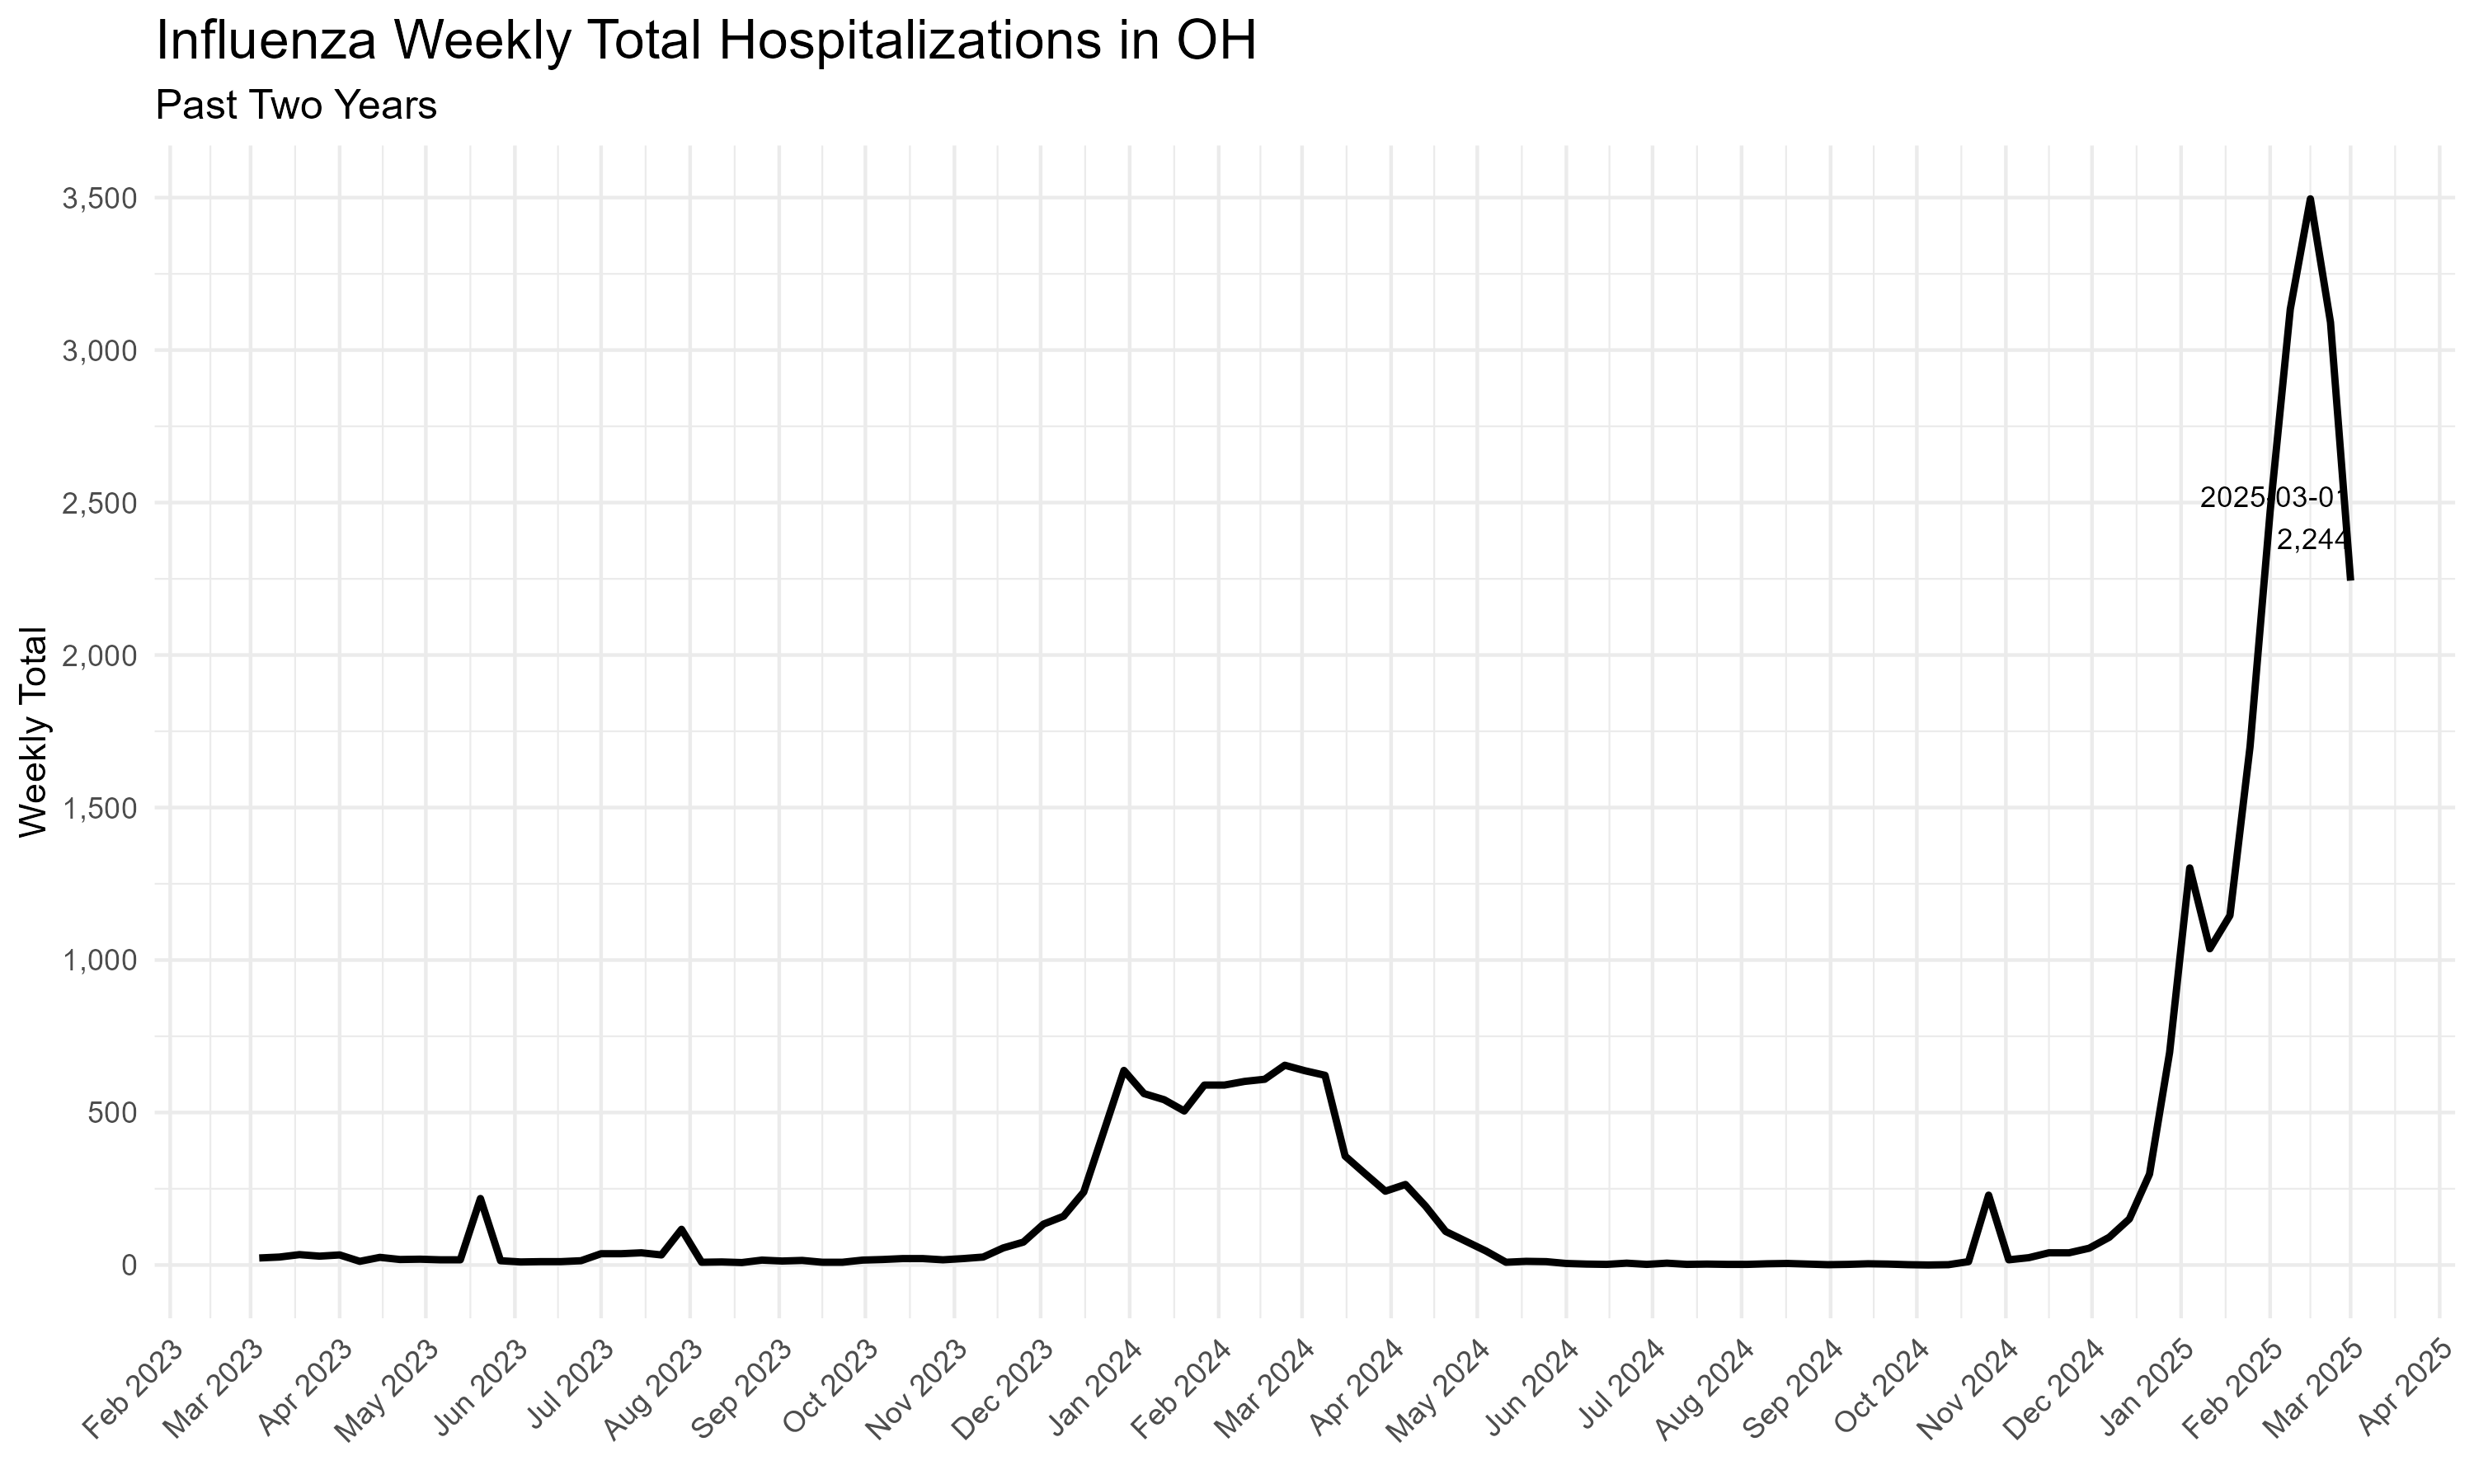 Influenza Weekly Total Hospitalizations in OH
Past Two Years
3,500
3,000
2,500
2,000
1,500
1,000
500
0
Weekly Total
2025-03-01
2,244
Feb 2023
Mar 2023
Apr 2023
May 2023
Jun 2023
Jul 2023
Aug 2023
Sep 2023
Oct 2023
Nov 2023
Dec 2023
Jan 2024
Feb 2024
Mar 2024
Apr 2024
May 2024
Jun 2024
Jul 2024
Aug 2024
Sep 2024
Oct 2024
Nov 2024
Dec 2024
Jan 2025
Feb 2025
Mar 2025
Apr 2025